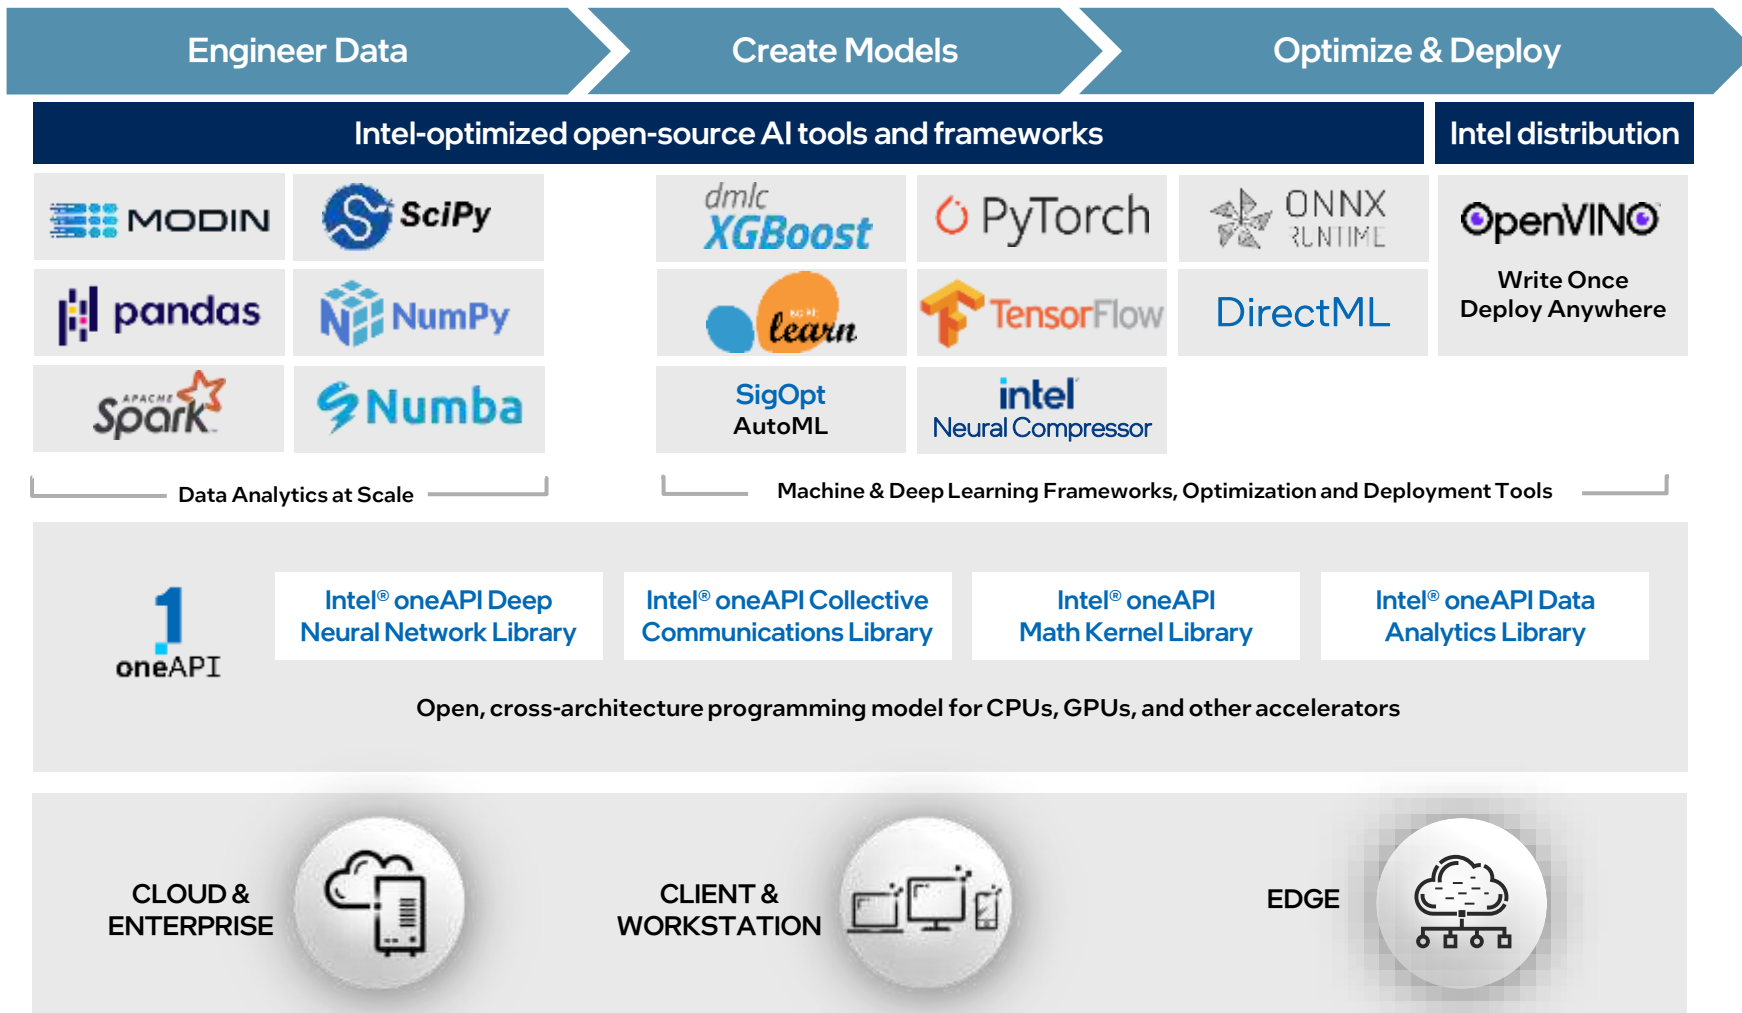 Engineer Data
Create Models
Optimize & Deploy
Intel-optimized open-source AI tools and frameworks
Intel distribution
MODIN
SciPy
dmlc
XGBoost
PyTorch
ONNX
RUNTIME
OpenVINO
Write Once
Deploy Anywhere
pandas
NumPy
scikit
learn
TensorFlow
DirectML
APACHE
Spark
Numba
SigOpt
AutoML
intel
Neural Compressor
Data Analytics at Scale
Machine & Deep Learning Frameworks, Optimization and Deployment Tools
1
oneAPI
Intel® oneAPI Deep
Neural Network Library
Intel® oneAPI Collective
Communications Library
Intel® oneAPI
Math Kernel Library
Intel® oneAPI Data
Analytics Library
Open, cross-architecture programming model for CPUs, GPUs, and other accelerators
CLOUD &
ENTERPRISE
CLIENT &
WORKSTATION
EDGE